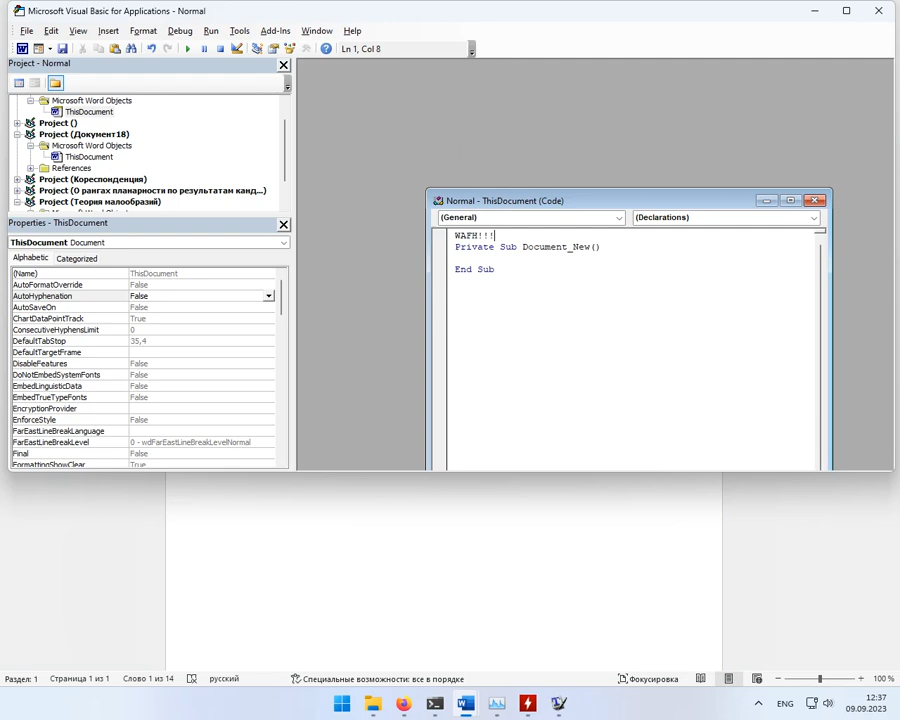 Microsoft Visual Basic for Applications - Normal
File Edit View Insert Format Debug Run Tools Add-Ins Window Help
Ln 1, Col 8
Project - Normal
Microsoft Word Objects
ThisDocument
Project ()
Project (Документ18)
Microsoft Word Objects
ThisDocument
References
Project (Кореспонденция)
Project (О рангах планарности по результатам канд...)
Project (Теория малообразий)
Properties - ThisDocument
ThisDocument Document
Alphabetic Categorized
(Name) ThisDocument
AutoFormatOverride False
AutoHyphenation False
AutoSaveOn False
ChartDataPointTrack True
ConsecutiveHyphensLimit 0
DefaultTabStop 35,4
DefaultTargetFrame
DisableFeatures False
DoNotEmbedSystemFonts False
EmbedLinguisticData False
EmbedTrueTypeFonts False
EncryptionProvider
EnforceStyle False
FarEastLineBreakLanguage
FarEastLineBreakLevel 0 - wdFarEastLineBreakLevelNormal
Final False
FormattingShowClear True
Normal - ThisDocument (Code)
(General) (Declarations)
WAFH!!!
Private Sub Document_New()
End Sub
Раздел: 1 Страница 1 из 1 Слово 1 из 14 русский Специальные возможности: все в порядке Фокусировка 100 %
ENG 12:37
09.09.2023